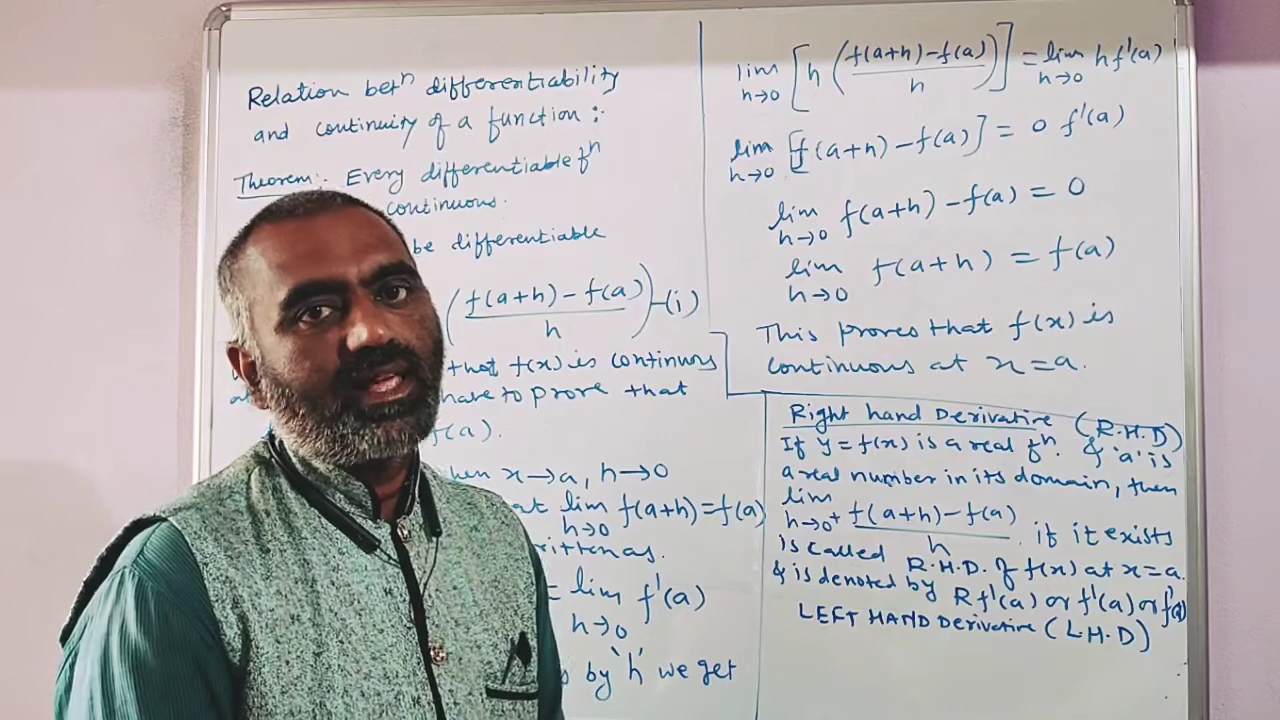 Relation betⁿ differentiability
and continuity of a function :-
Theorem:- Every differentiable fⁿ
continuous.
be differentiable
(f(a+h)-f(a)/h) -(i)
that f(x) is continuous
have to prove that
f(a).
when x→a, h→0
at lim h→0 f(a+h)=f(a)
written as.
= lim h→0 f'(a)
by 'h' we get
lim h→0 [h (f(a+h)-f(a)/h)] = lim h→0 h f'(a)
lim h→0 [f(a+h)-f(a)] = 0 f'(a)
lim h→0 f(a+h)-f(a) = 0
lim h→0 f(a+h) = f(a)
This proves that f(x) is
continuous at x=a.
Right hand Derivative (R.H.D)
If y=f(x) is a real fⁿ. & 'a' is
a real number in its domain, then
lim h→0⁺ f(a+h)-f(a)/h. if it exists
is called R.H.D. of f(x) at x=a.
& is denoted by Rf'(a) or f'(a) or
LEFT HAND Derivative (L.H.D)